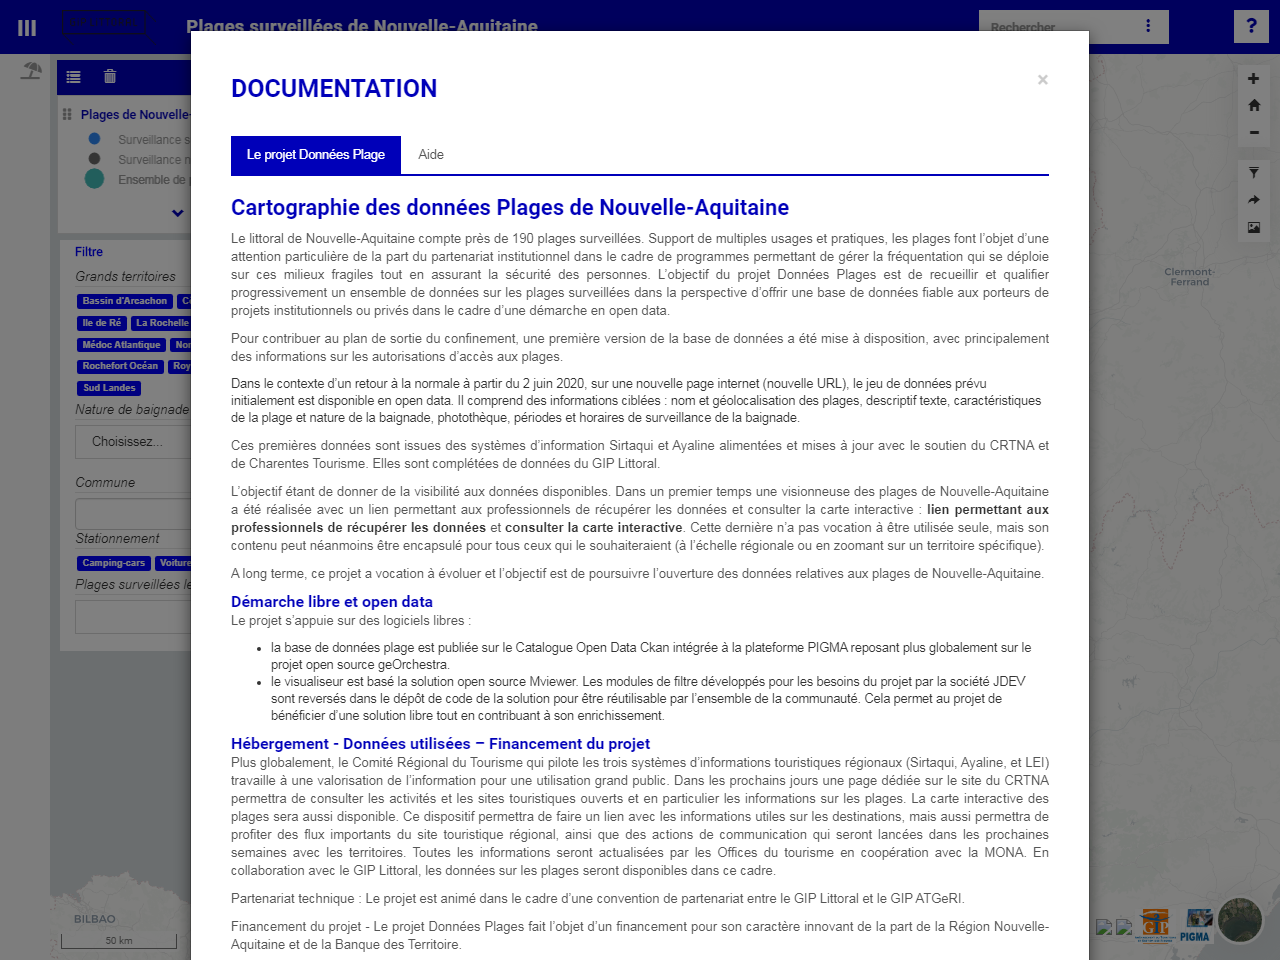 Plages surveillées de Nouvelle-Aquitaine
Rechercher
?
DOCUMENTATION
×
Le projet Données Plage
Aide
Plages de Nouvelle-
Surveillance s
Surveillance n
Ensemble de p
Filtre
Grands territoires
Bassin d'Arcachon
Ile de Ré
La Rochelle
Médoc Atlantique
Rochefort Océan
Sud Landes
Nature de baignade
Choisissez...
Commune
Stationnement
Camping-cars
Voiture
Plages surveillées le
Cartographie des données Plages de Nouvelle-Aquitaine
Le littoral de Nouvelle-Aquitaine compte près de 190 plages surveillées. Support de multiples usages et pratiques, les plages font l'objet d'une
attention particulière de la part du partenariat institutionnel dans le cadre de programmes permettant de gérer la fréquentation qui se déploie
sur ces milieux fragiles tout en assurant la sécurité des personnes. L'objectif du projet Données Plages est de recueillir et qualifier
progressivement un ensemble de données sur les plages surveillées dans la perspective d'offrir une base de données fiable aux porteurs de
projets institutionnels ou privés dans le cadre d'une démarche en open data.
Pour contribuer au plan de sortie du confinement, une première version de la base de données a été mise à disposition, avec principalement
des informations sur les autorisations d'accès aux plages.
Dans le contexte d'un retour à la normale à partir du 2 juin 2020, sur une nouvelle page internet (nouvelle URL), le jeu de données prévu
initialement est disponible en open data. Il comprend des informations ciblées : nom et géolocalisation des plages, descriptif texte, caractéristiques
de la plage et nature de la baignade, photothèque, périodes et horaires de surveillance de la baignade.
Ces premières données sont issues des systèmes d'information Sirtaqui et Ayaline alimentées et mises à jour avec le soutien du CRTNA et
de Charentes Tourisme. Elles sont complétées de données du GIP Littoral.
L'objectif étant de donner de la visibilité aux données disponibles. Dans un premier temps une visionneuse des plages de Nouvelle-Aquitaine
a été réalisée avec un lien permettant aux professionnels de récupérer les données et consulter la carte interactive : lien permettant aux
professionnels de récupérer les données et consulter la carte interactive. Cette dernière n'a pas vocation à être utilisée seule, mais son
contenu peut néanmoins être encapsulé pour tous ceux qui le souhaiteraient (à l'échelle régionale ou en zoomant sur un territoire spécifique).
A long terme, ce projet a vocation à évoluer et l'objectif est de poursuivre l'ouverture des données relatives aux plages de Nouvelle-Aquitaine.
Démarche libre et open data
Le projet s'appuie sur des logiciels libres :
• la base de données plage est publiée sur le Catalogue Open Data Ckan intégrée à la plateforme PIGMA reposant plus globalement sur le
projet open source geOrchestra.
• le visualiseur est basé la solution open source Mviewer. Les modules de filtre développés pour les besoins du projet par la société JDEV
sont reversés dans le dépôt de code de la solution pour être réutilisable par l'ensemble de la communauté. Cela permet au projet de
bénéficier d'une solution libre tout en contribuant à son enrichissement.
Hébergement - Données utilisées – Financement du projet
Plus globalement, le Comité Régional du Tourisme qui pilote les trois systèmes d'informations touristiques régionaux (Sirtaqui, Ayaline, et LEI)
travaille à une valorisation de l'information pour une utilisation grand public. Dans les prochains jours une page dédiée sur le site du CRTNA
permettra de consulter les activités et les sites touristiques ouverts et en particulier les informations sur les plages. La carte interactive des
plages sera aussi disponible. Ce dispositif permettra de faire un lien avec les informations utiles sur les destinations, mais aussi permettra de
profiter des flux importants du site touristique régional, ainsi que des actions de communication qui seront lancées dans les prochaines
semaines avec les territoires. Toutes les informations seront actualisées par les Offices du tourisme en coopération avec la MONA. En
collaboration avec le GIP Littoral, les données sur les plages seront disponibles dans ce cadre.
Partenariat technique : Le projet est animé dans le cadre d'une convention de partenariat entre le GIP Littoral et le GIP ATGeRI.
Financement du projet - Le projet Données Plages fait l'objet d'un financement pour son caractère innovant de la part de la Région Nouvelle-
Aquitaine et de la Banque des Territoire.
Clermont-
Ferrand
BILBAO
50 km
GIP
PIGMA